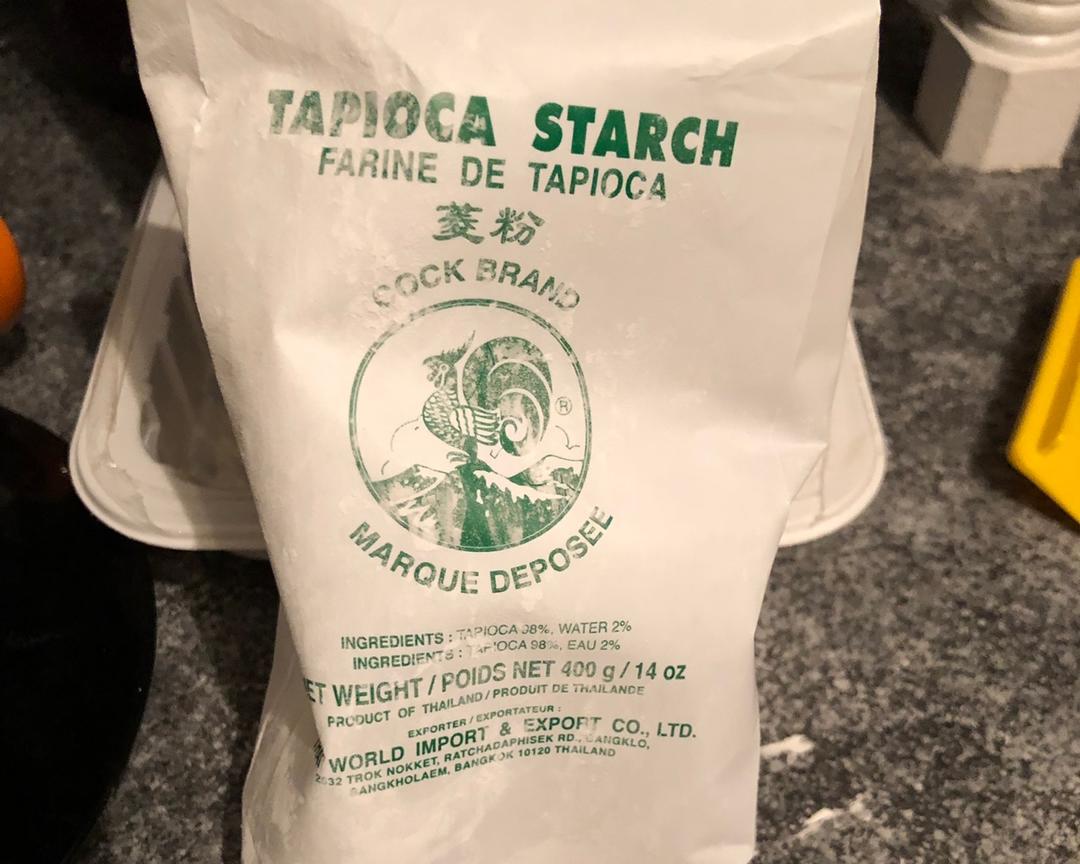 TAPIOCA STARCH
FARINE DE TAPIOCA
菱粉
COCK BRAND
®
MARQUE DEPOSEE
INGREDIENTS : TAPIOCA 98%, WATER 2%
INGREDIENTS : TAPIOCA 98%, EAU 2%
NET WEIGHT / POIDS NET 400 g / 14 oz
PRODUCT OF THAILAND / PRODUIT DE THAILANDE
EXPORTER / EXPORTATEUR :
WORLD IMPORT & EXPORT CO., LTD.
TROK NOKKET, RATCHADAPHISEK RD., BANGKLO,
BANGKHOLAEM, BANGKOK 10120 THAILAND